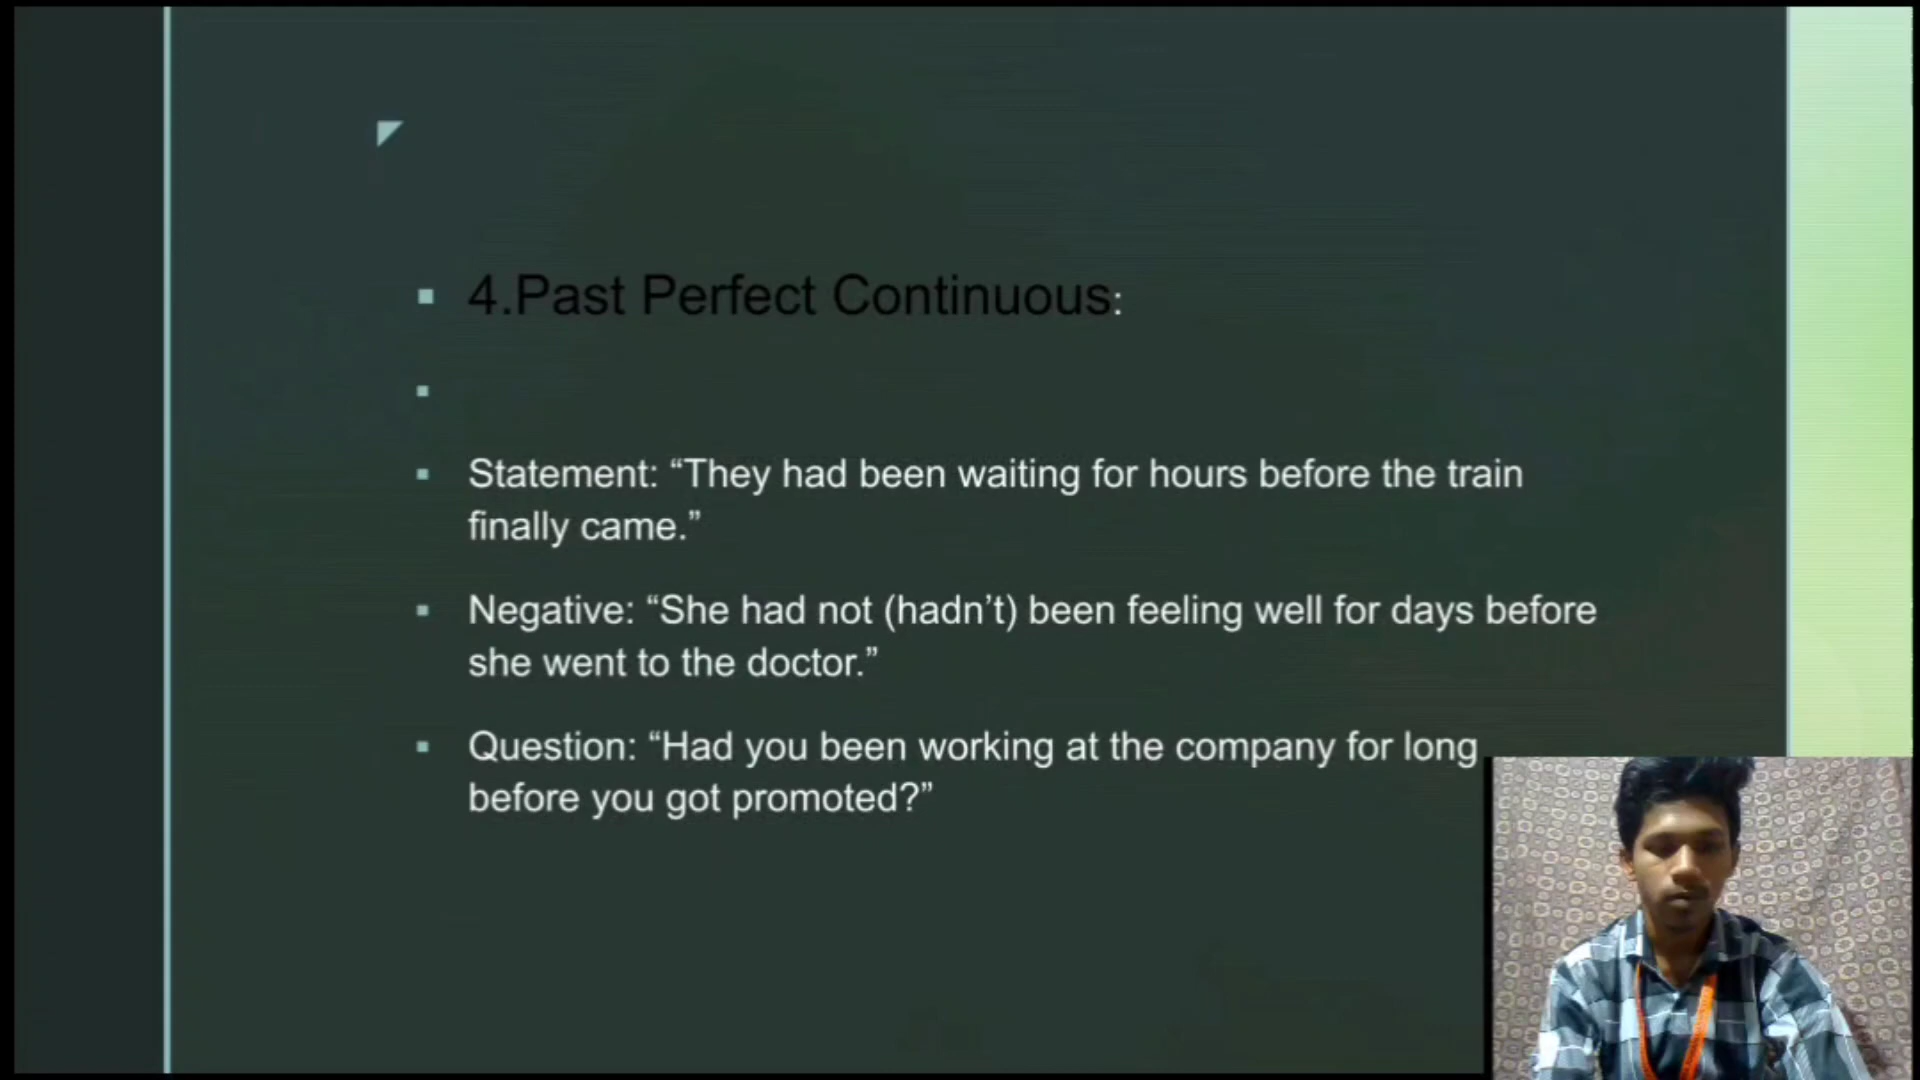 4.Past Perfect Continuous:
Statement: “They had been waiting for hours before the train
finally came.”
Negative: “She had not (hadn’t) been feeling well for days before
she went to the doctor.”
Question: “Had you been working at the company for long
before you got promoted?”